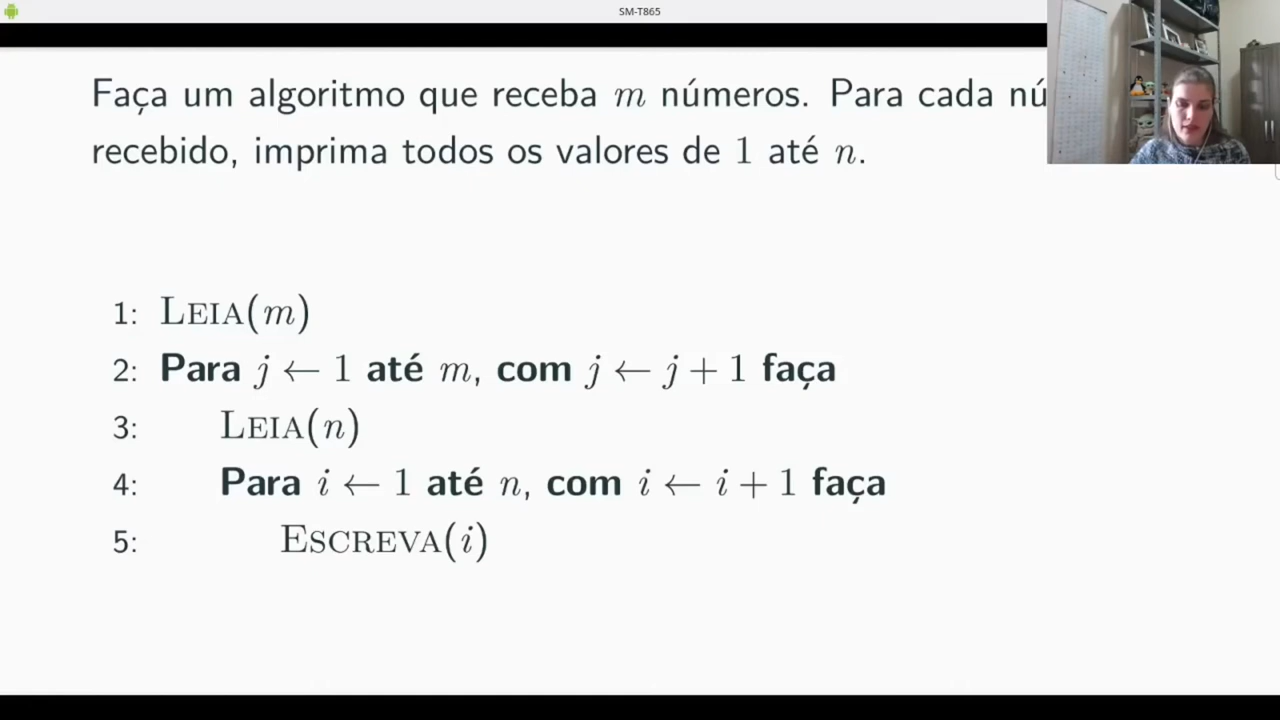 SM-T865
Faça um algoritmo que receba m números. Para cada
recebido, imprima todos os valores de 1 até n.
1: LEIA(m)
2: Para j ← 1 até m, com j ← j + 1 faça
3: LEIA(n)
4: Para i ← 1 até n, com i ← i + 1 faça
5: ESCREVA(i)